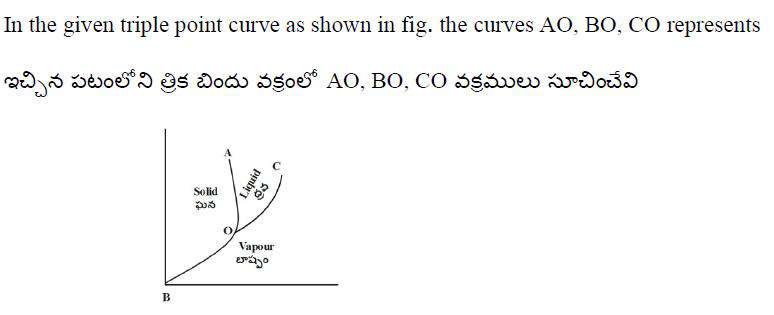 In the given triple point curve as shown in fig. the curves AO, BO, CO represents
ఇచ్చిన పటంలోని త్రిక బిందు వక్రంలో AO, BO, CO వక్రములు సూచించేవి
A
C
Liquid
ద్రవ
Solid
ఘన
O
Vapour
బాష్పం
B